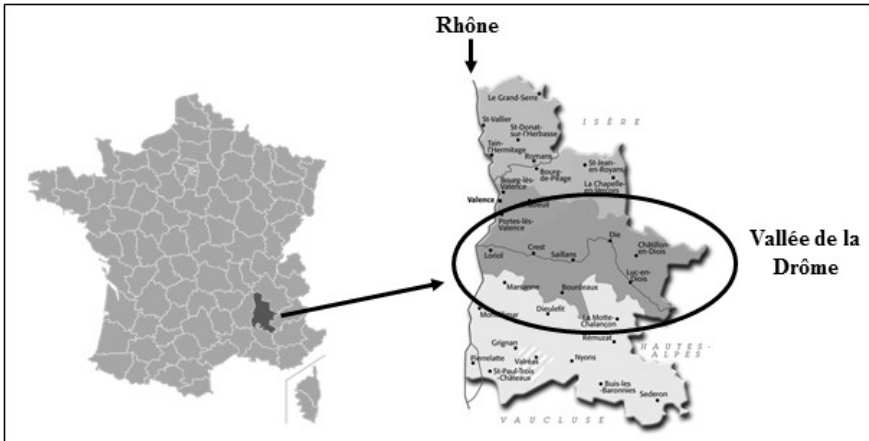 Rhône
Le Grand-Serre
ISÈRE
St-Vallier
St-Donat-
sur-l'Herbasse
Tain-
l'Hermitage
Romans
St-Jean-
en-Royans
Bourg-
de-Péage
Bourg-lès-
Valence
La Chapelle-
en-Vercors
Valence
Portes-lès-
Valence
Die
Châtillon-
en-Diois
Vallée de la
Drôme
Loriol
Crest
Saillans
Luc-en-
Diois
Marsanne
Bourdeaux
Dieulefit
La Motte-
Chalançon
Rémuzat
HAUTES-
ALPES
Grignan
Pierrelatte
Valréas
Nyons
St-Paul-Trois-
-Châteaux
Buis-les-
Baronnies
Sederon
VAUCLUSE